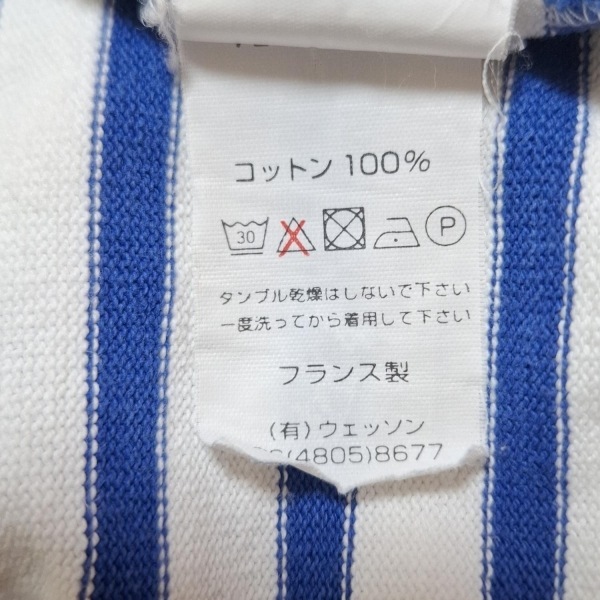 コットン 100%
30 P
タンブル乾燥はしないで下さい
一度洗ってから着用して下さい
フランス製
(有) ウェッソン
(4805)8677